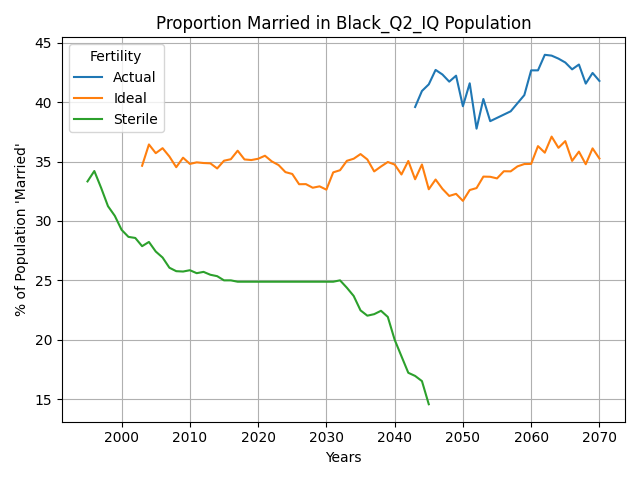 Proportion Married in Black_Q2_IQ Population
Fertility
Actual
Ideal
Sterile
% of Population 'Married'
45
40
35
30
25
20
15
2000 2010 2020 2030 2040 2050 2060 2070
Years